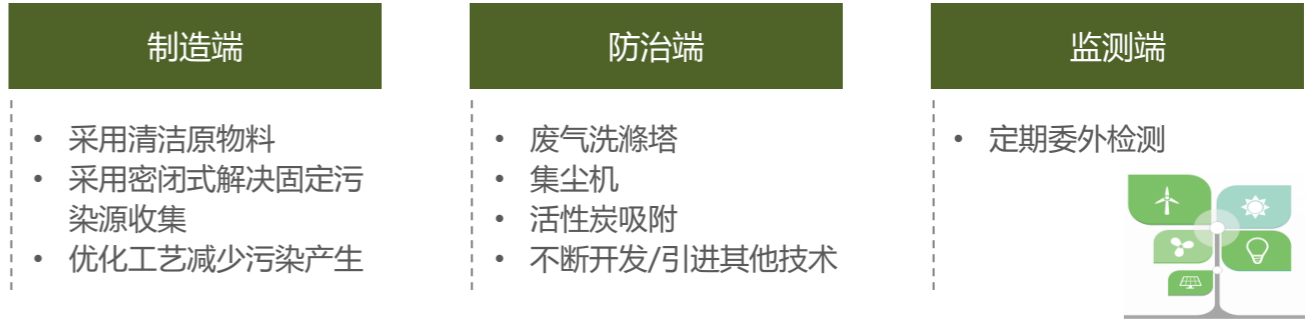 制造端
• 采用清洁原物料
• 采用密闭式解决固定污
染源收集
• 优化工艺减少污染产生
防治端
• 废气洗涤塔
• 集尘机
• 活性炭吸附
• 不断开发/引进其他技术
监测端
• 定期委外检测